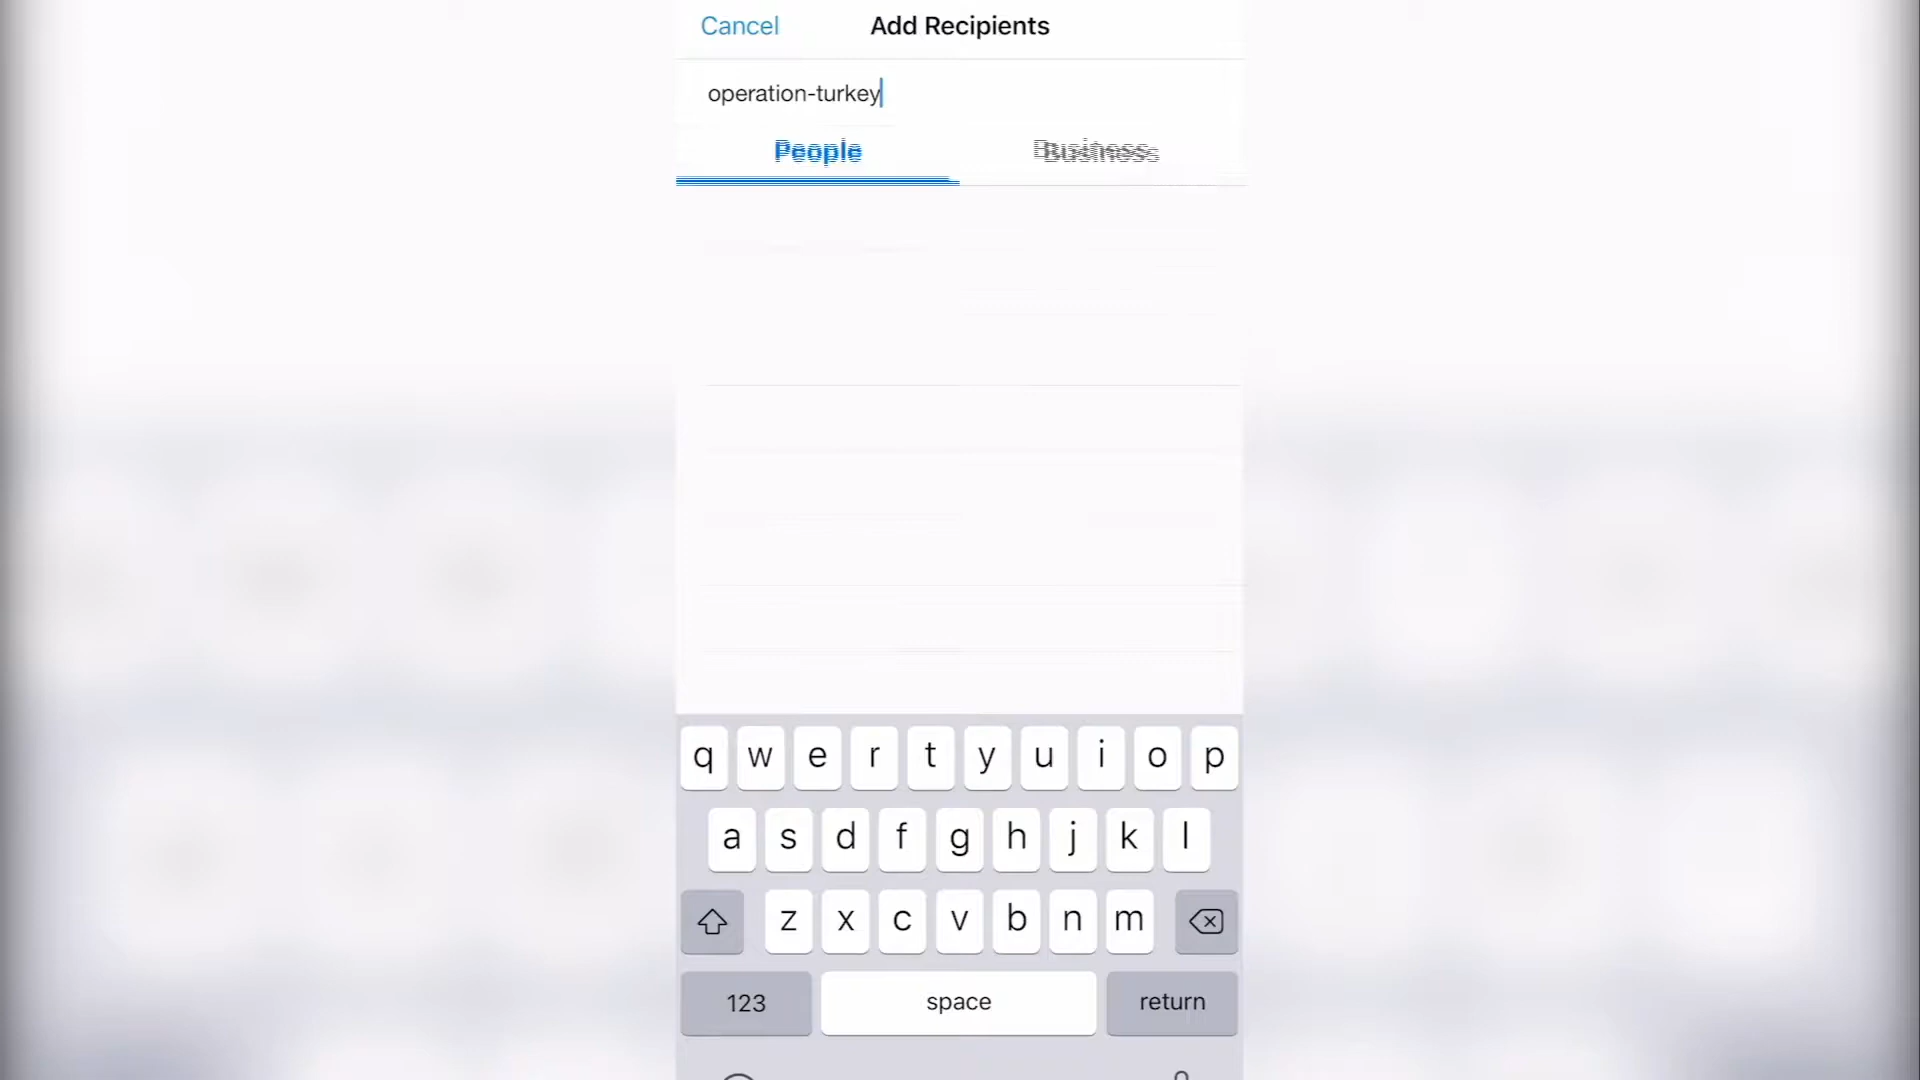 Cancel Add Recipients
operation-turkey
People Business
q w e r t y u i o p
a s d f g h j k l
z x c v b n m
123 space return